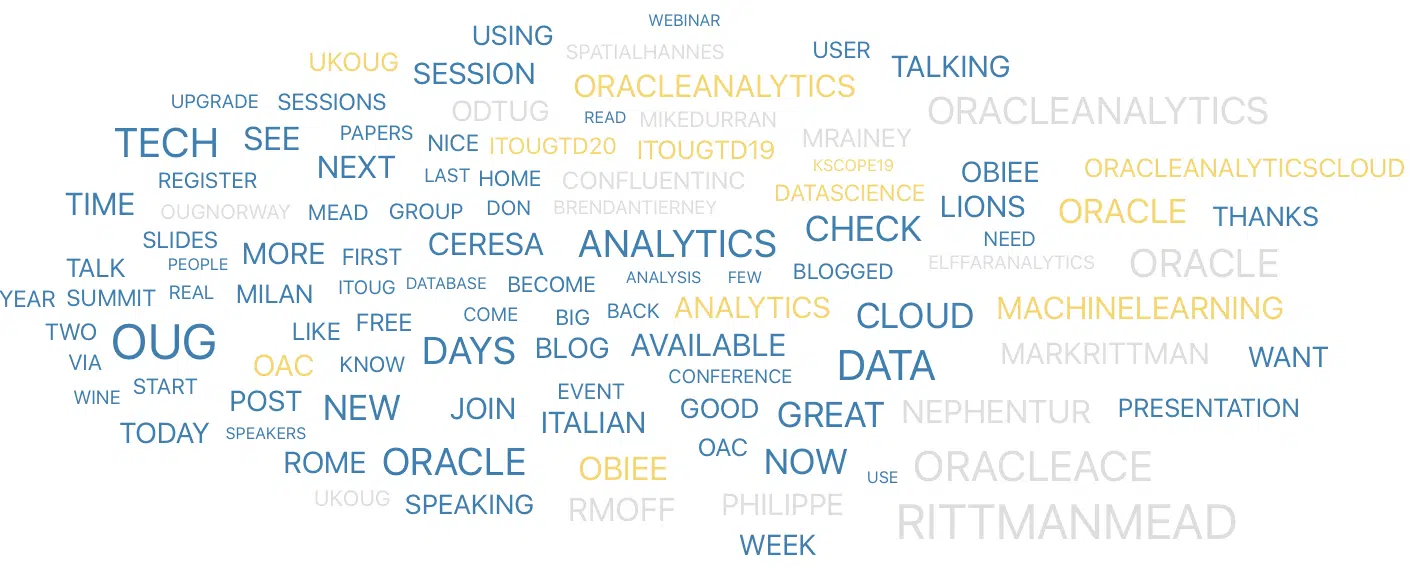 WEBINAR
USING SPATIALHANNES USER
UKOUG SESSION ORACLEANALYTICS TALKING
UPGRADE SESSIONS ODTUG READ MIKEDURRAN ORACLEANALYTICS
TECH SEE PAPERS NICE ITOUGTD20 ITOUGTD19 MRAINEY
NEXT LAST HOME CONFLUENTINC KSCOPE19 OBIEE ORACLEANALYTICSCLOUD
REGISTER DATASCIENCE
TIME OUGNORWAY MEAD GROUP DON BRENDANTIERNEY LIONS ORACLE THANKS
SLIDES MORE FIRST CERESA ANALYTICS CHECK NEED
TALK PEOPLE ELFFARANALYTICS ORACLE
YEAR SUMMIT REAL MILAN ITOUG DATABASE BECOME ANALYSIS FEW BLOGGED
TWO LIKE FREE COME BIG BACK ANALYTICS CLOUD MACHINELEARNING
OUG DAYS BLOG AVAILABLE
VIA OAC KNOW DATA MARKRITTMAN WANT
WINE START CONFERENCE
POST NEW JOIN EVENT GOOD GREAT NEPHENTUR PRESENTATION
TODAY SPEAKERS ITALIAN
ROME ORACLE OBIEE OAC NOW USE ORACLEACE
UKOUG SPEAKING RMOFF PHILIPPE RITTMANMEAD
WEEK